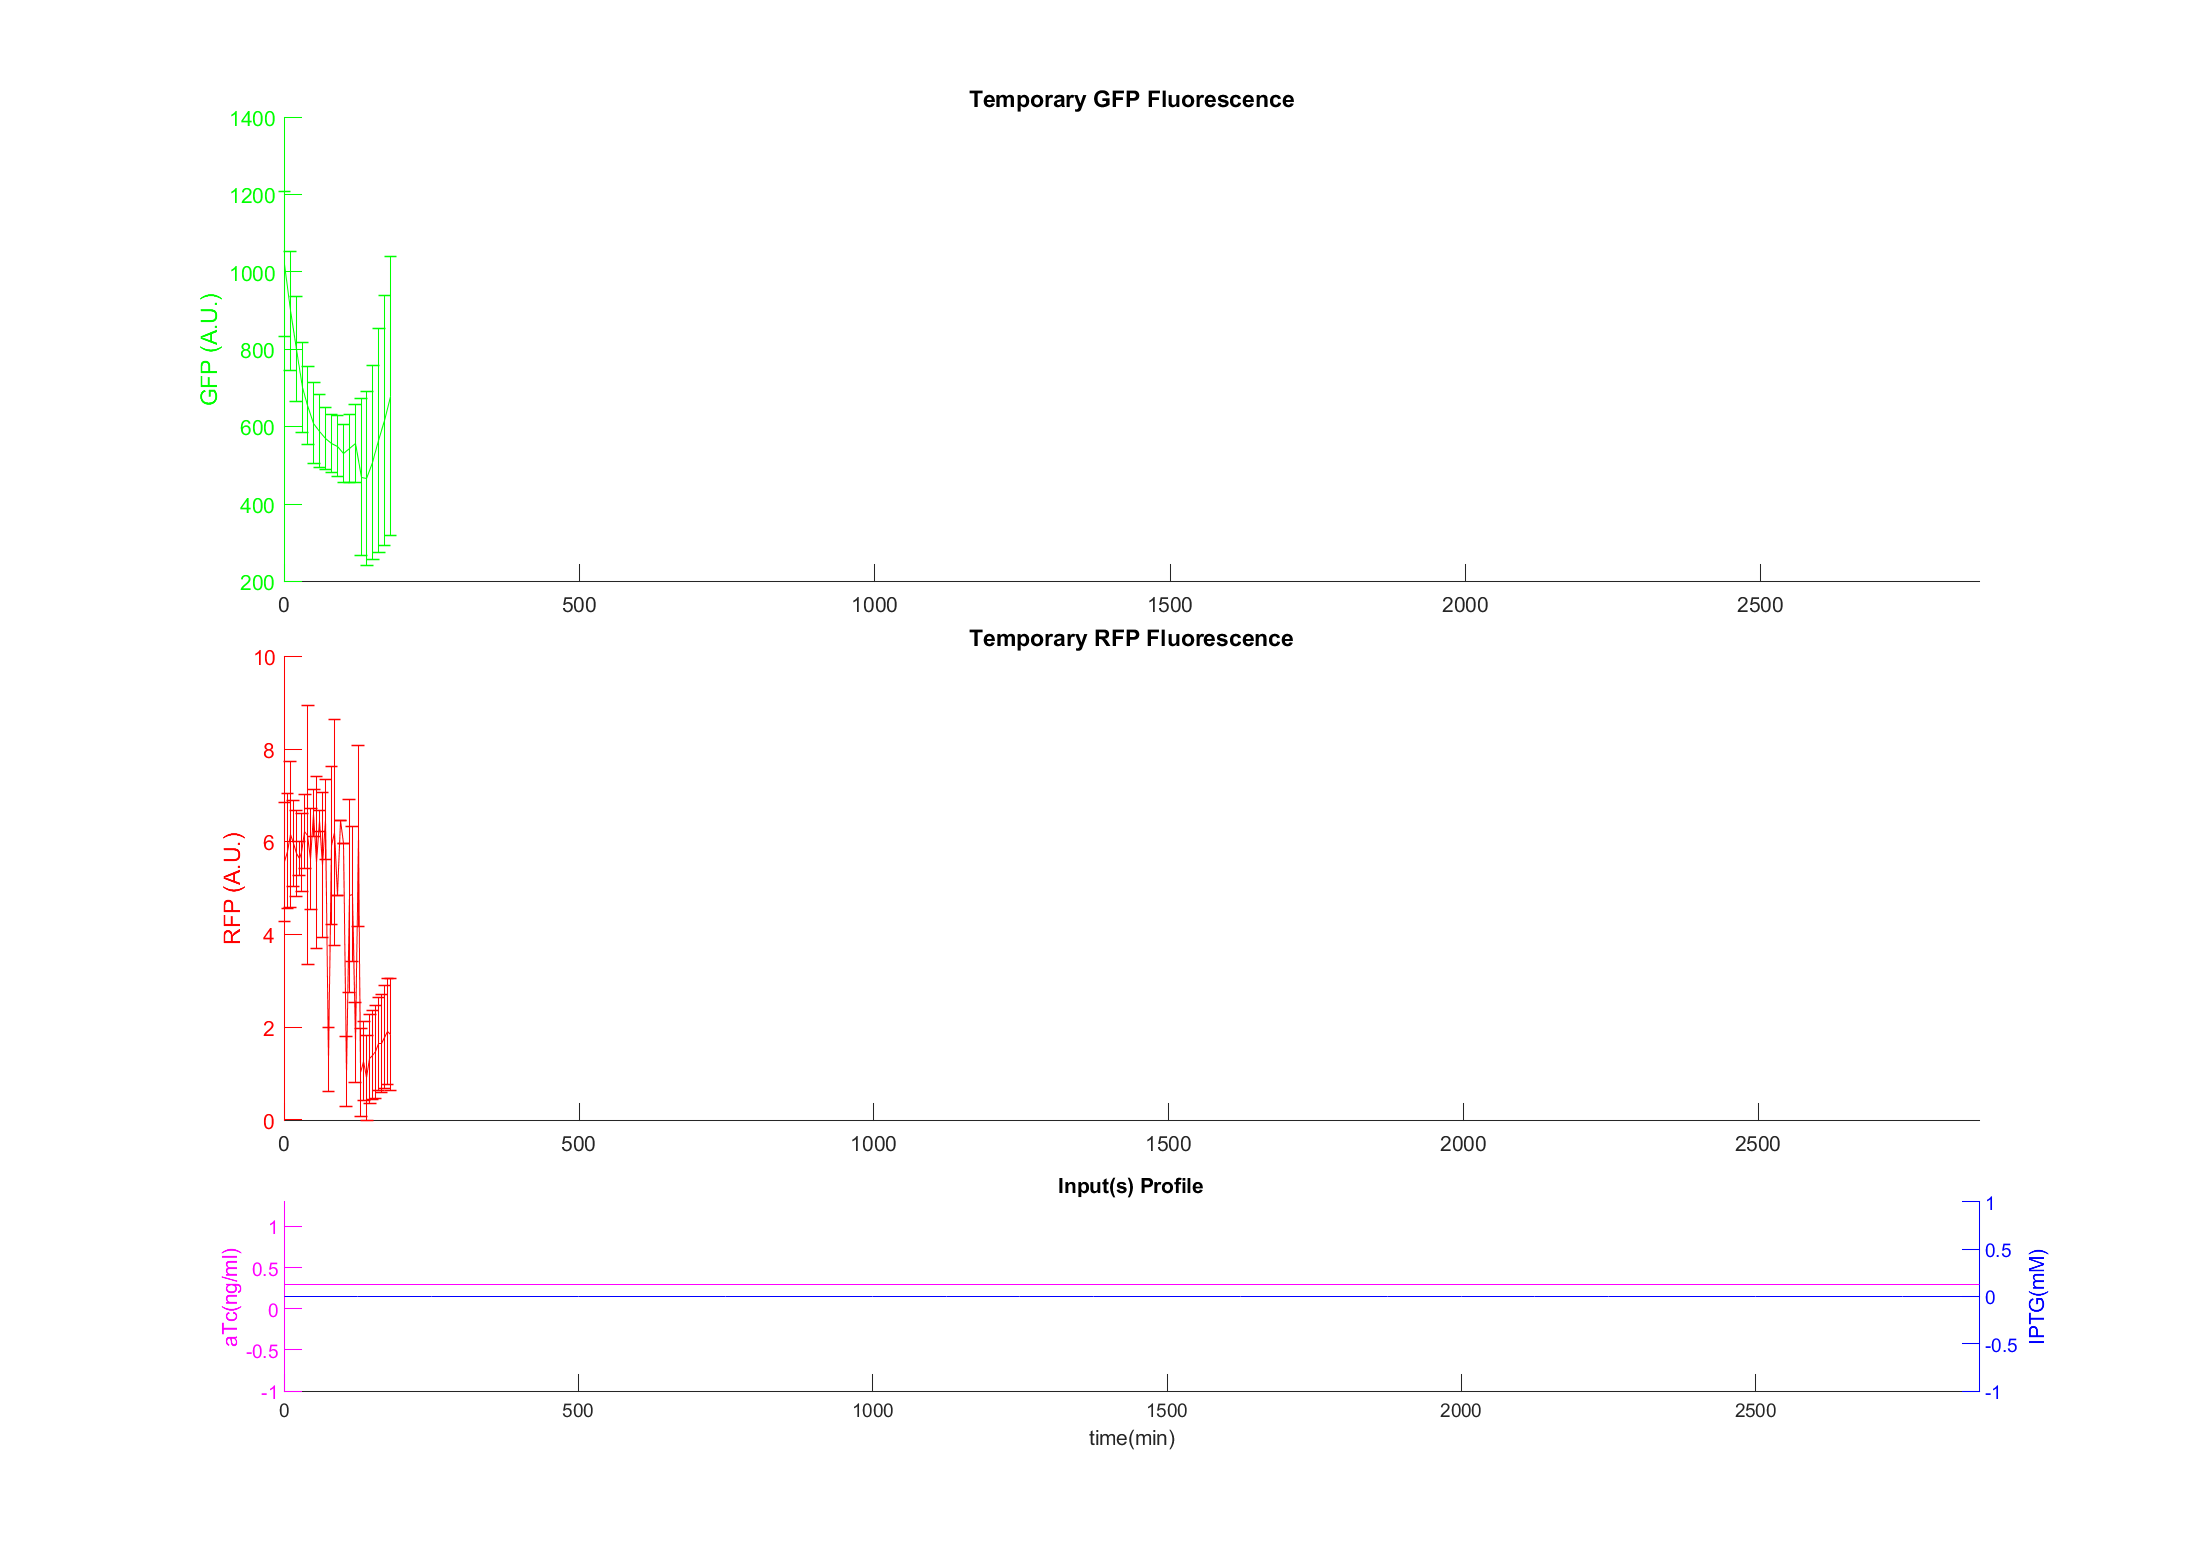 Temporary GFP Fluorescence
1400
1200
1000
800
600
400
200
GFP (A.U.)
0 500 1000 1500 2000 2500
Temporary RFP Fluorescence
10
8
6
4
2
0
RFP (A.U.)
0 500 1000 1500 2000 2500
Input(s) Profile
1
0.5
0
-0.5
-1
aTc(ng/ml)
1
0.5
0
-0.5
-1
IPTG(mM)
0 500 1000 1500 2000 2500
time(min)